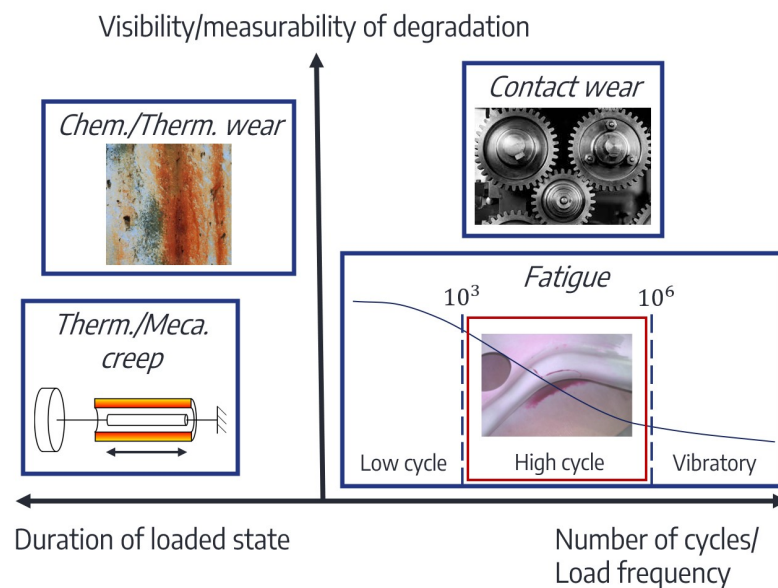 Visibility/measurability of degradation
Chem./Therm. wear
Contact wear
Therm./Meca.
creep
Fatigue
10³
10⁶
Low cycle
High cycle
Vibratory
Duration of loaded state
Number of cycles/
Load frequency